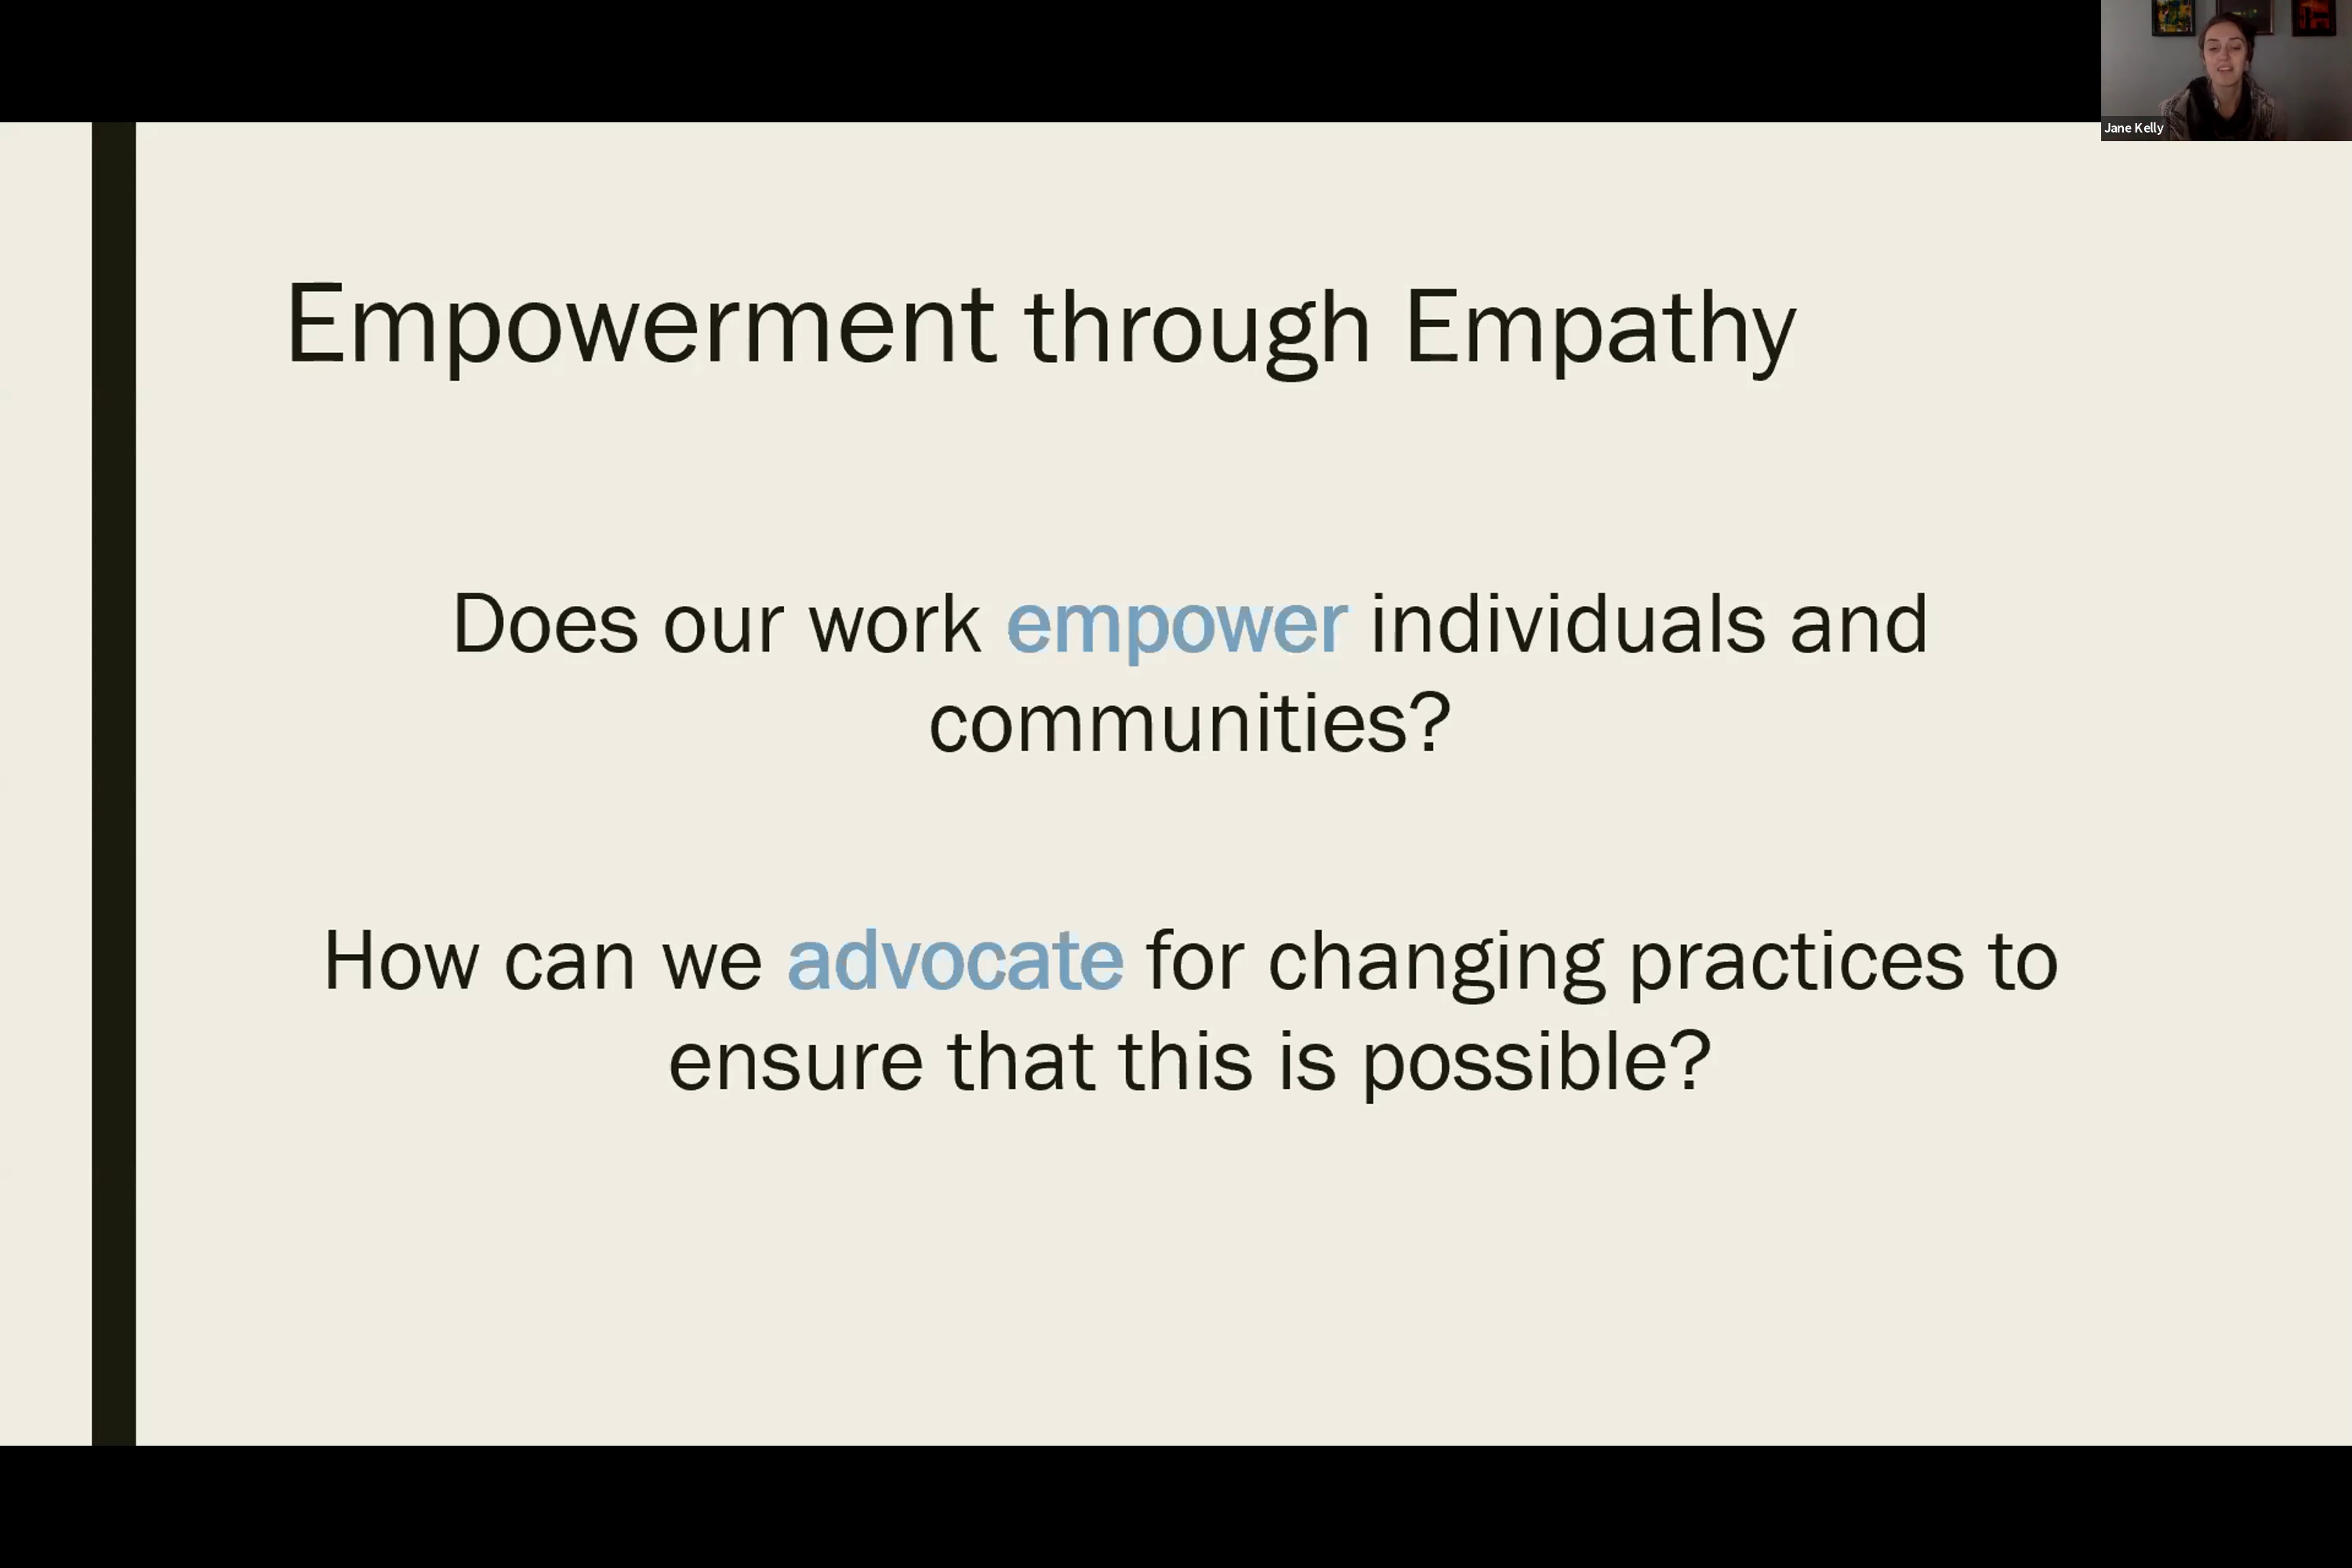 Jane Kelly
Empowerment through Empathy
Does our work empower individuals and
communities?
How can we advocate for changing practices to
ensure that this is possible?